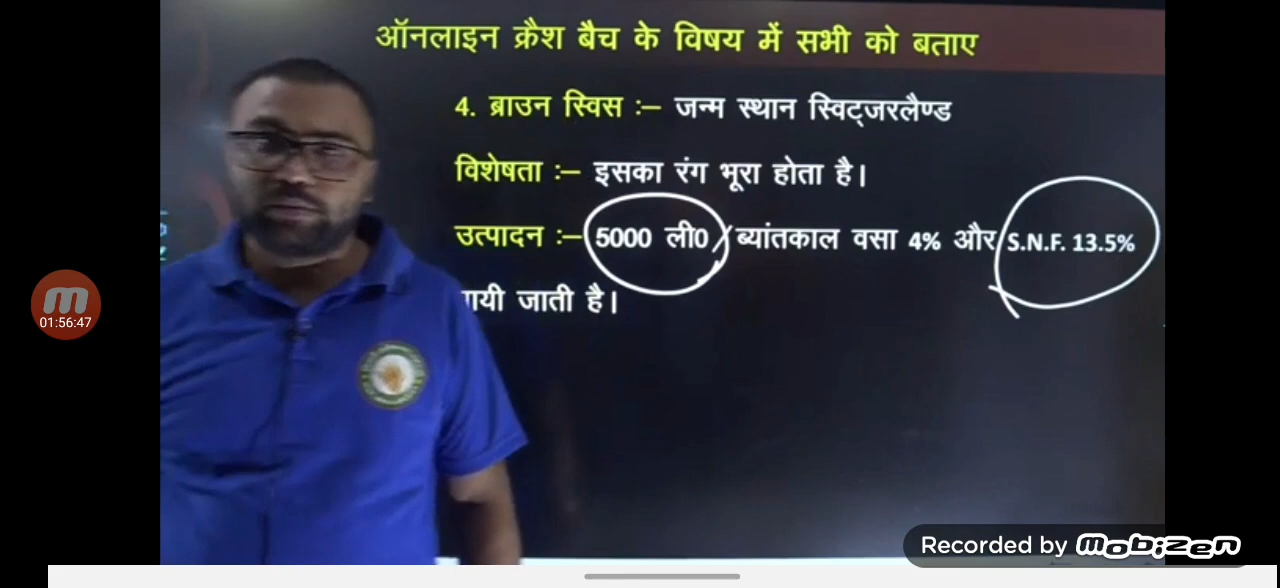 ऑनलाइन क्रैश बैच के विषय में सभी को बताए
4. ब्राउन स्विस :– जन्म स्थान स्विट्जरलैण्ड
विशेषता :– इसका रंग भूरा होता है।
उत्पादन :– 5000 ली0 / ब्यांतकाल वसा 4% और S.N.F. 13.5%
जाती है।
01:56:47
Recorded by mobizen